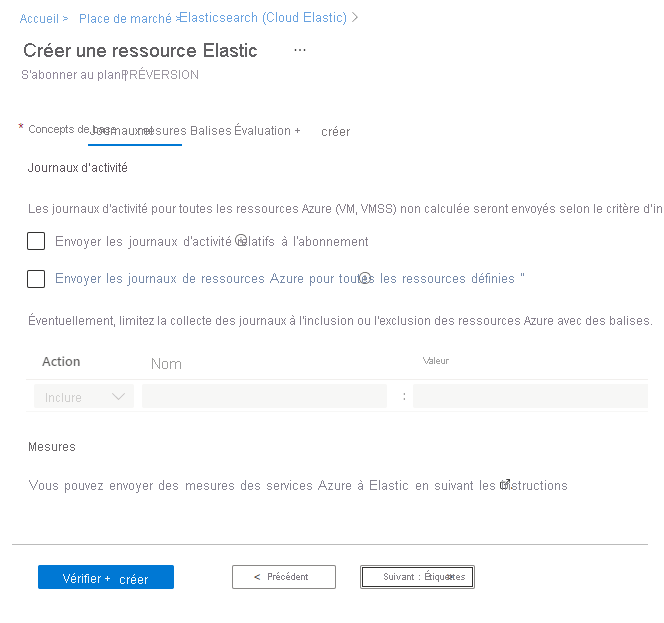 Accueil > Place de marché > Elasticsearch (Cloud Elastic) >
Créer une ressource Elastic ...
S'abonner au plan| PRÉVERSION
* Concepts de base Journaux mesures Balises Évaluation + créer
Journaux d'activité
Les journaux d'activité pour toutes les ressources Azure (VM, VMSS) non calculée seront envoyés selon le critère d'in
Envoyer les journaux d'activité relatifs à l'abonnement
Envoyer les journaux de ressources Azure pour toutes les ressources définies "
Éventuellement, limitez la collecte des journaux à l'inclusion ou l'exclusion des ressources Azure avec des balises.
Action Nom Valeur
Inclure :
Mesures
Vous pouvez envoyer des mesures des services Azure à Elastic en suivant les instructions
Vérifier + créer < Précédent Suivant : Étiquettes >